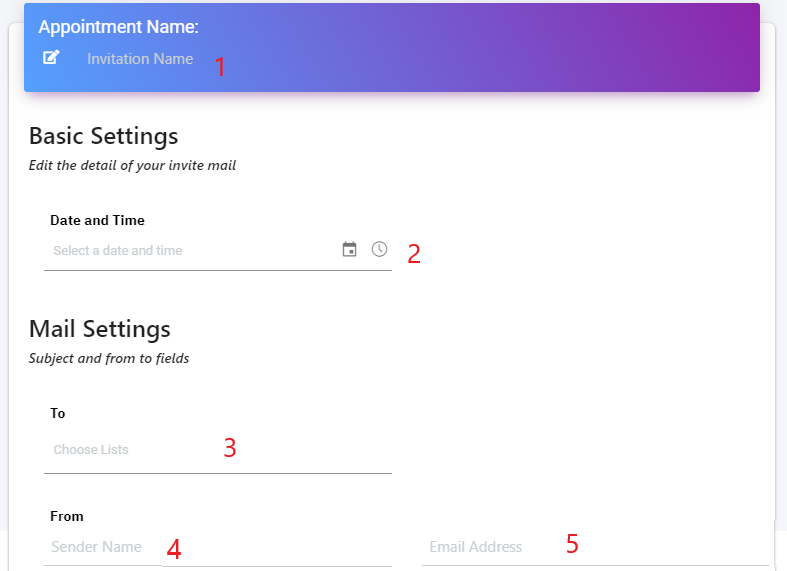 Appointment Name:
Invitation Name 1
Basic Settings
Edit the detail of your invite mail
Date and Time
Select a date and time 2
Mail Settings
Subject and from to fields
To
Choose Lists 3
From
Sender Name 4 Email Address 5